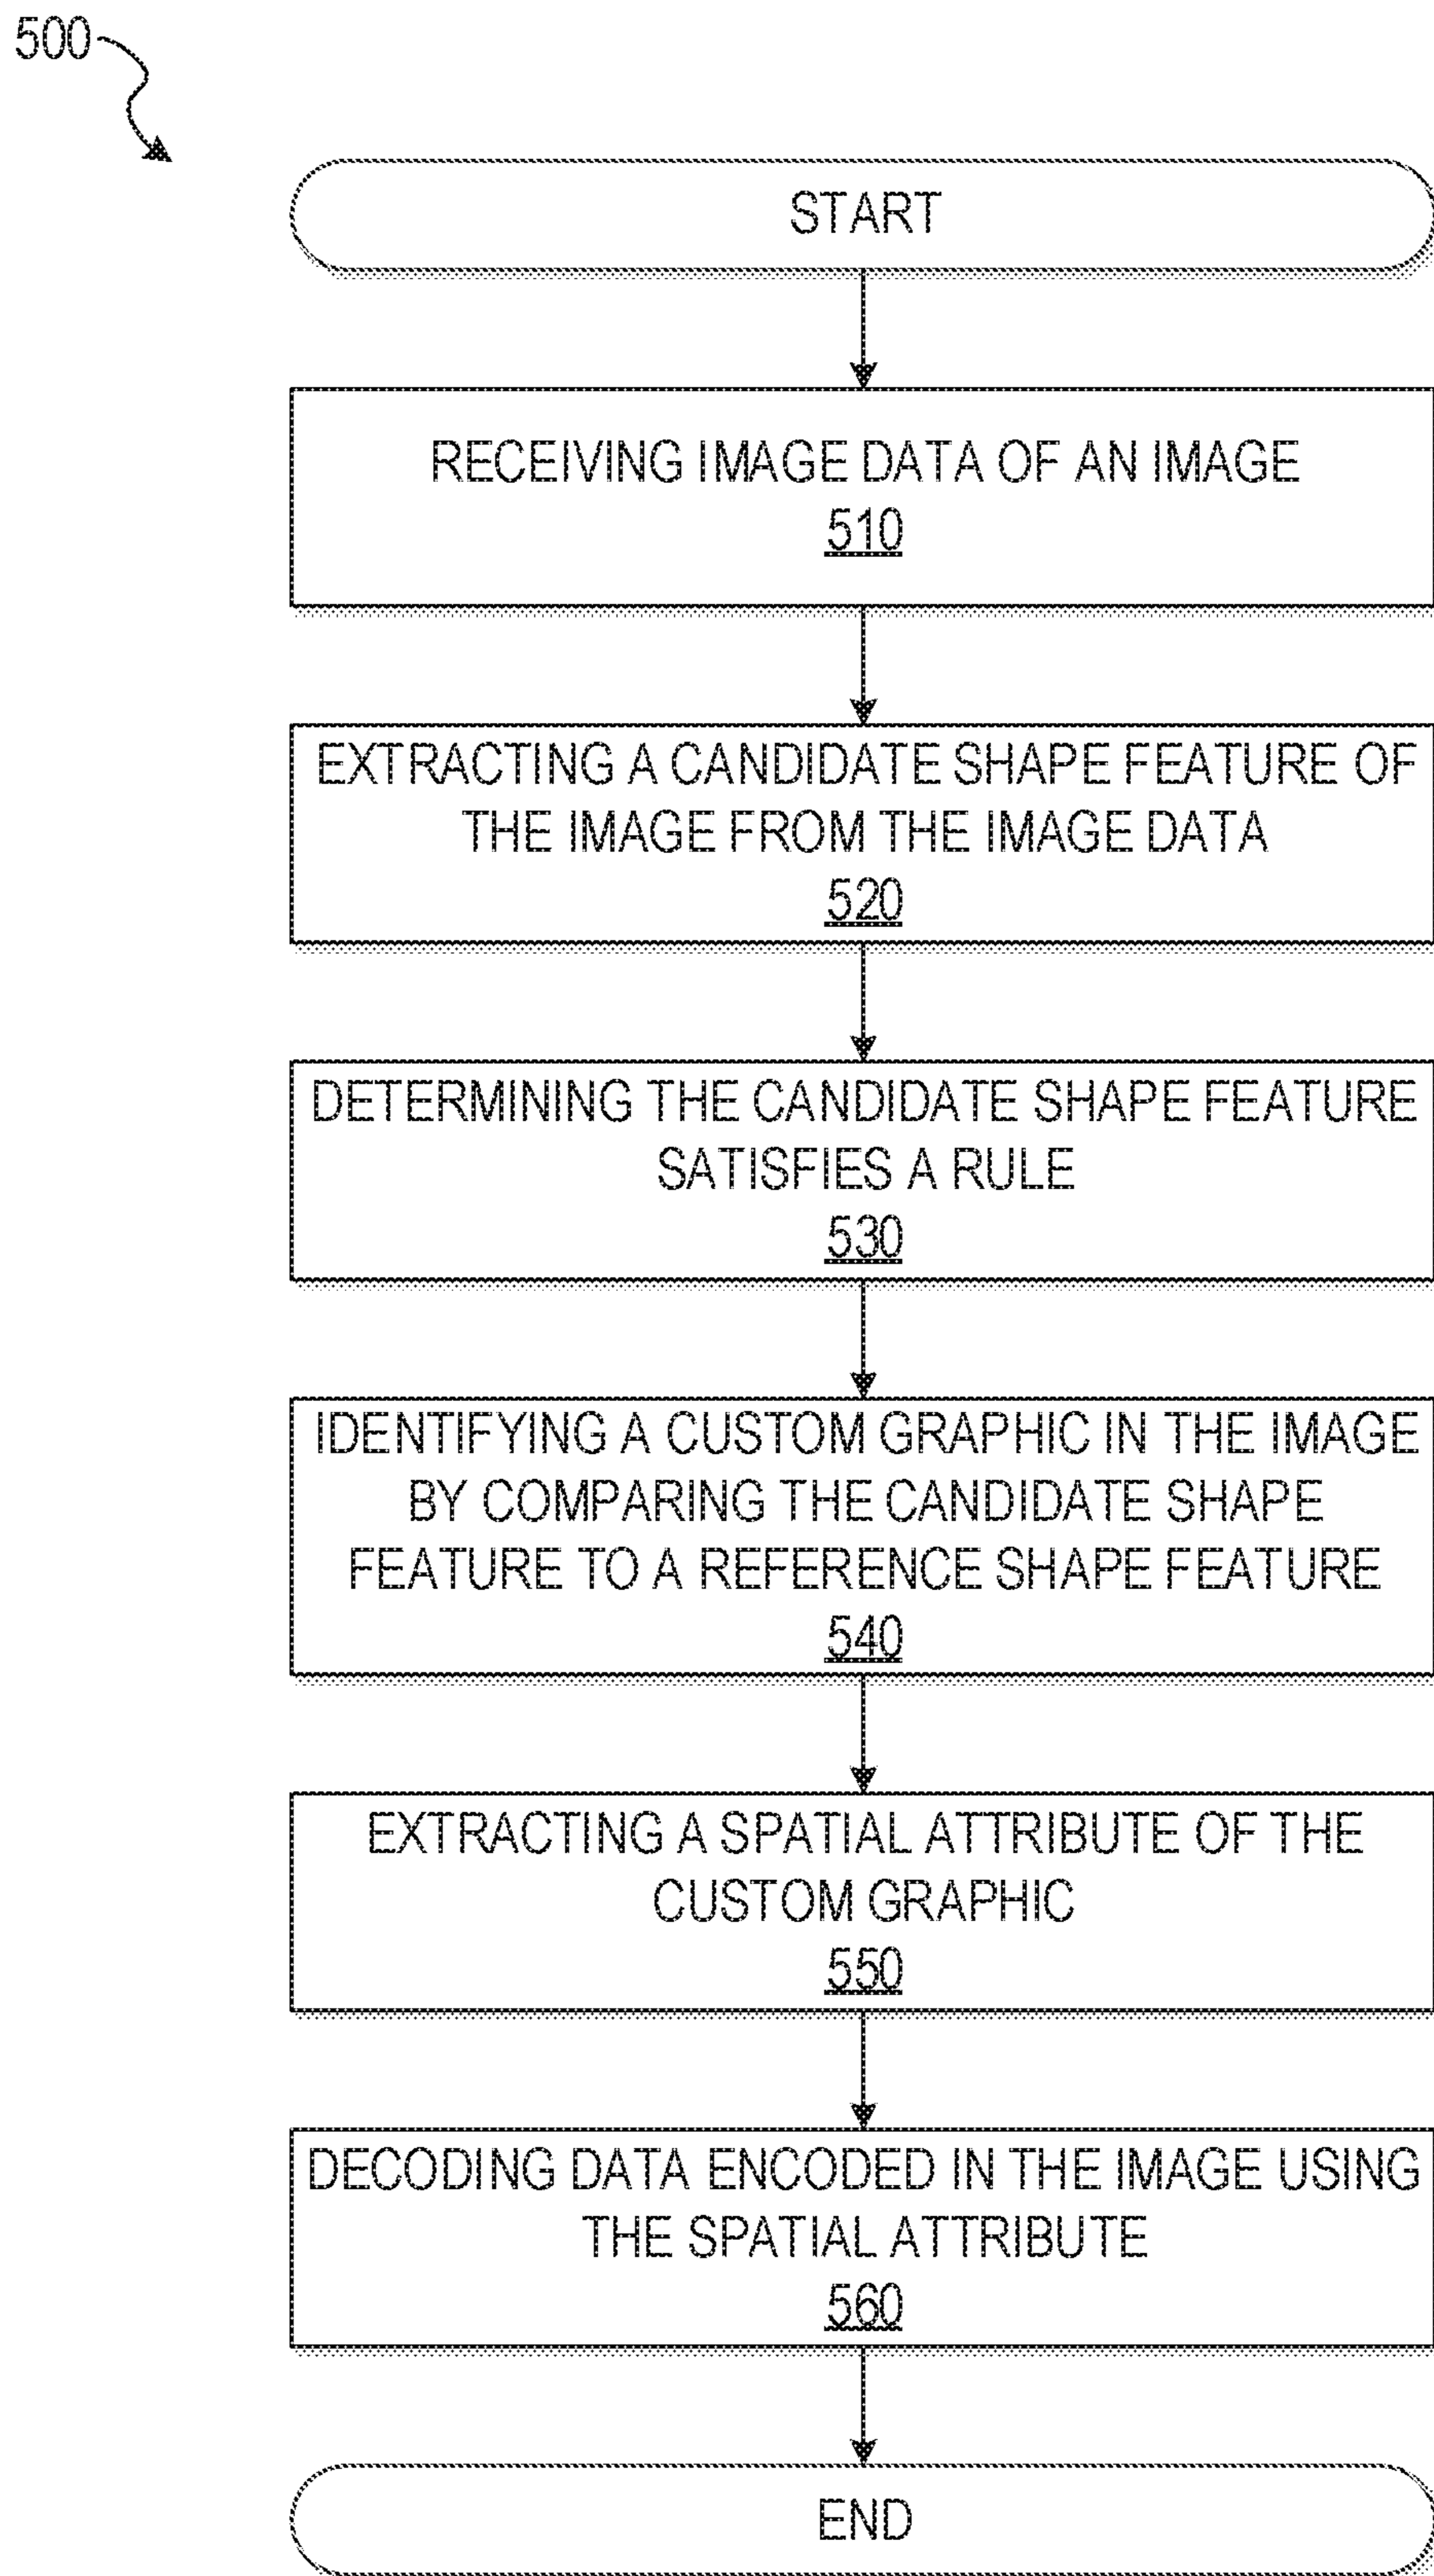 500
START
RECEIVING IMAGE DATA OF AN IMAGE
510
EXTRACTING A CANDIDATE SHAPE FEATURE OF
THE IMAGE FROM THE IMAGE DATA
520
DETERMINING THE CANDIDATE SHAPE FEATURE
SATISFIES A RULE
530
IDENTIFYING A CUSTOM GRAPHIC IN THE IMAGE
BY COMPARING THE CANDIDATE SHAPE
FEATURE TO A REFERENCE SHAPE FEATURE
540
EXTRACTING A SPATIAL ATTRIBUTE OF THE
CUSTOM GRAPHIC
550
DECODING DATA ENCODED IN THE IMAGE USING
THE SPATIAL ATTRIBUTE
560
END